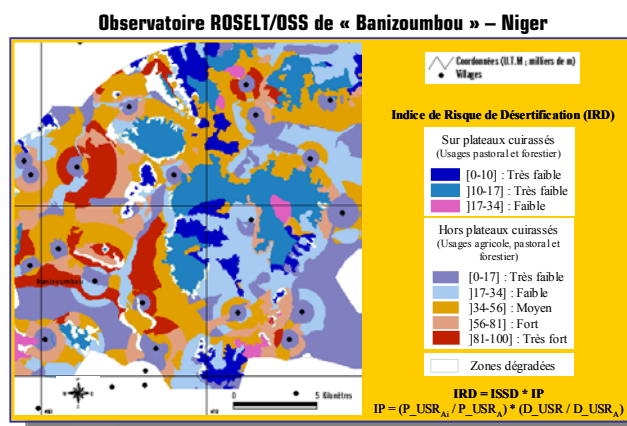 Observatoire ROSELT/OSS de « Banizoumbou » – Niger
Coordonnées (U.T.M ; milliers de m)
Villages
Indice de Risque de Désertification (IRD)
Sur plateaux cuirassés
(Usages pastoral et forestier)
[0-10] : Très faible
]10-17] : Très faible
]17-34] : Faible
Hors plateaux cuirassés
(Usages agricole, pastoral et
forestier)
[0-17] : Très faible
]17-34] : Faible
]34-56] : Moyen
]56-81] : Fort
]81-100] : Très fort
Zones dégradées
IRD = ISSD * IP
IP = (P_USR_Ai / P_USR_A) * (D_USR / D_USR_A)
Banizoumbou
0 5 Kilomètres